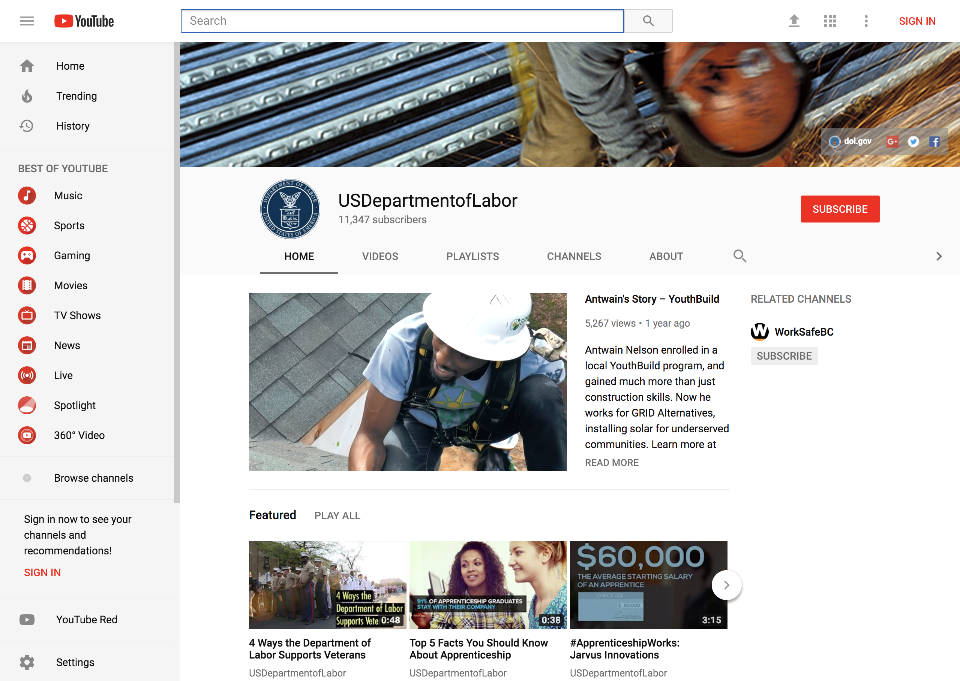 YouTube
Search
SIGN IN
Home
Trending
History
BEST OF YOUTUBE
Music
Sports
Gaming
Movies
TV Shows
News
Live
Spotlight
360° Video
Browse channels
Sign in now to see your
channels and
recommendations!
SIGN IN
YouTube Red
Settings
dol.gov
G+
f
DEPARTMENT OF LABOR
UNITED STATES OF AMERICA
USDepartmentofLabor
11,347 subscribers
SUBSCRIBE
HOME
VIDEOS
PLAYLISTS
CHANNELS
ABOUT
Antwain's Story – YouthBuild
5,267 views • 1 year ago
Antwain Nelson enrolled in a
local YouthBuild program, and
gained much more than just
construction skills. Now he
works for GRID Alternatives,
installing solar for underserved
communities. Learn more at
READ MORE
RELATED CHANNELS
W
WorkSafeBC
SUBSCRIBE
Featured
PLAY ALL
4 Ways the
Department of Labor
Supports Vete
0:48
4 Ways the Department of
Labor Supports Veterans
USDepartmentofLabor
91% OF APPRENTICESHIP GRADUATES
STAY WITH THEIR COMPANY
0:38
Top 5 Facts You Should Know
About Apprenticeship
USDepartmentofLabor
$60,000
THE AVERAGE STARTING SALARY
OF AN APPRENTICE
3:15
#ApprenticeshipWorks:
Jarvus Innovations
USDepartmentofLabor